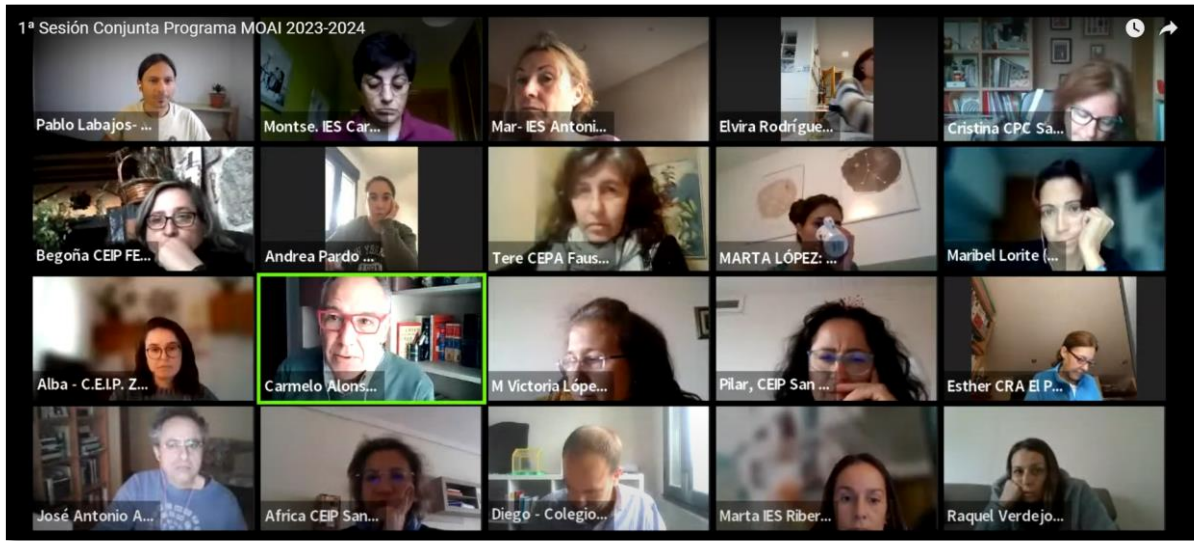 1ª Sesión Conjunta Programa MOAI 2023-2024
Pablo Labajos- ...
Montse. IES Car...
Mar- IES Antoni...
Elvira Rodrígue...
Cristina CPC Sa...
Begoña CEIP FE...
Andrea Pardo ...
Tere CEPA Faus...
MARTA LÓPEZ: ...
Maribel Lorite (...
Alba - C.E.I.P. Z...
Carmelo Alons...
M Victoria Lópe...
Pilar, CEIP San ...
Esther CRA El P...
José Antonio A...
Africa CEIP San...
Diego - Colegio...
Marta IES Riber...
Raquel Verdejo...